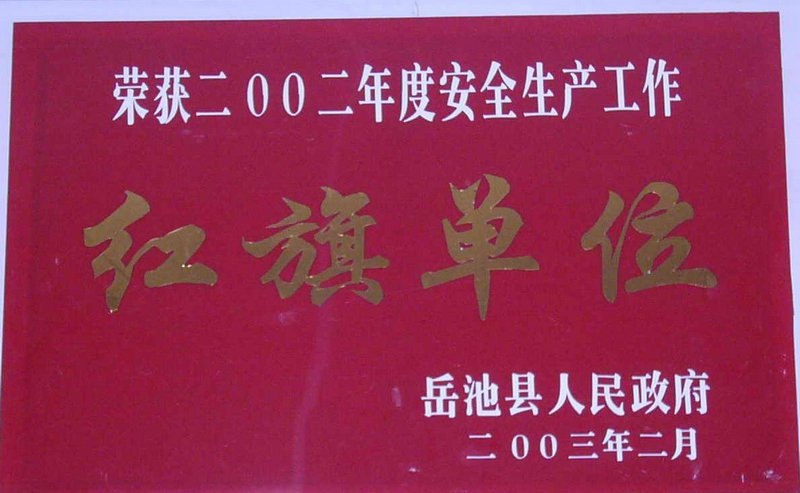 荣获二00二年度安全生产工作
红旗单位
岳池县人民政府
二00三年二月